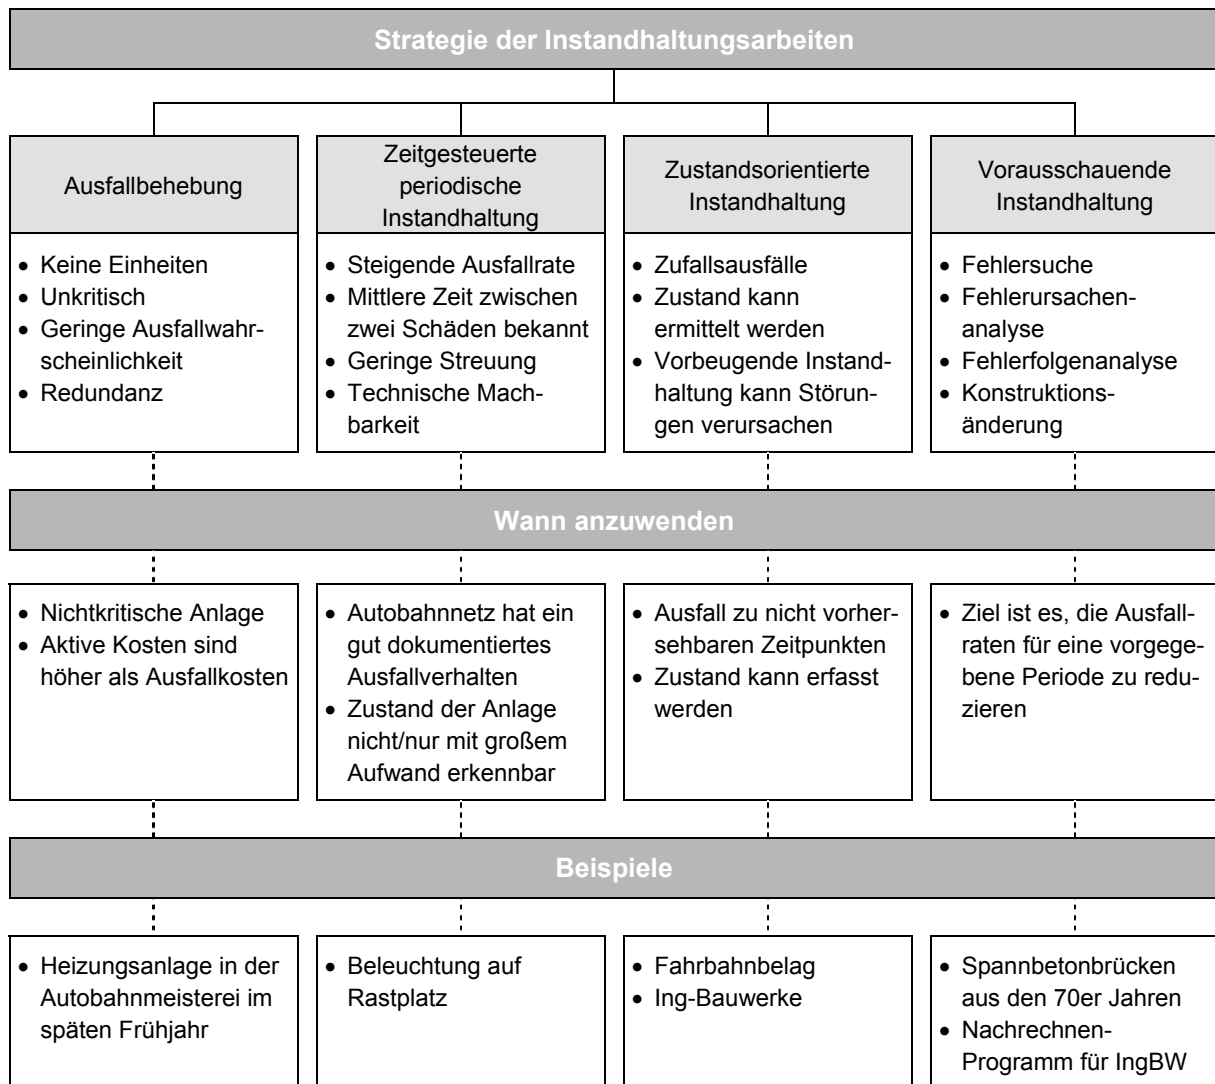 Strategie der Instandhaltungsarbeiten
Ausfallbehebung
Zeitgesteuerte
periodische
Instandhaltung
Zustandsorientierte
Instandhaltung
Vorausschauende
Instandhaltung
• Keine Einheiten
• Unkritisch
• Geringe Ausfallwahr-
scheinlichkeit
• Redundanz
• Steigende Ausfallrate
• Mittlere Zeit zwischen
zwei Schäden bekannt
• Geringe Streuung
• Technische Mach-
barkeit
• Zufallsausfälle
• Zustand kann
ermittelt werden
• Vorbeugende Instand-
haltung kann Störun-
gen verursachen
• Fehlersuche
• Fehlerursachen-
analyse
• Fehlerfolgenanalyse
• Konstruktions-
änderung
Wann anzuwenden
• Nichtkritische Anlage
• Aktive Kosten sind
höher als Ausfallkosten
• Autobahnnetz hat ein
gut dokumentiertes
Ausfallverhalten
• Zustand der Anlage
nicht/nur mit großem
Aufwand erkennbar
• Ausfall zu nicht vorher-
sehbaren Zeitpunkten
• Zustand kann erfasst
werden
• Ziel ist es, die Ausfall-
raten für eine vorgege-
bene Periode zu redu-
zieren
Beispiele
• Heizungsanlage in der
Autobahnmeisterei im
späten Frühjahr
• Beleuchtung auf
Rastplatz
• Fahrbahnbelag
• Ing-Bauwerke
• Spannbetonbrücken
aus den 70er Jahren
• Nachrechnen-
Programm für IngBW